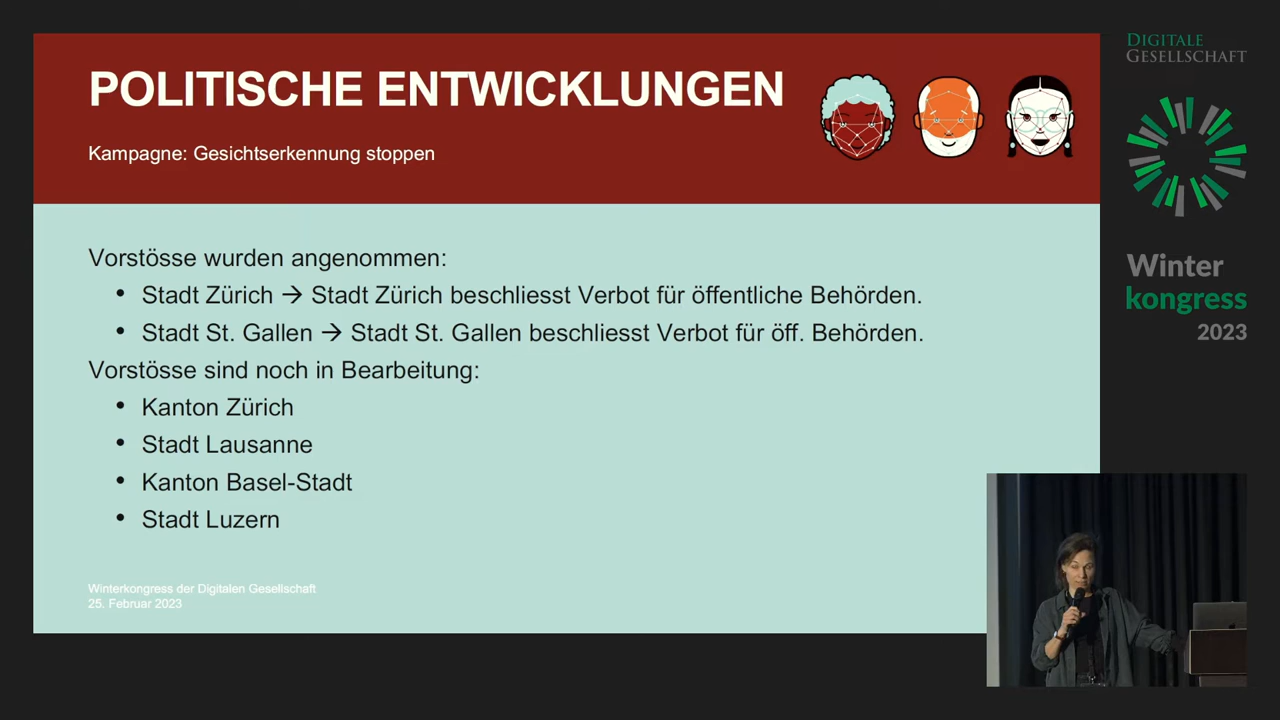 POLITISCHE ENTWICKLUNGEN
Kampagne: Gesichtserkennung stoppen
Vorstösse wurden angenommen:
• Stadt Zürich → Stadt Zürich beschliesst Verbot für öffentliche Behörden.
• Stadt St. Gallen → Stadt St. Gallen beschliesst Verbot für öff. Behörden.
Vorstösse sind noch in Bearbeitung:
• Kanton Zürich
• Stadt Lausanne
• Kanton Basel-Stadt
• Stadt Luzern
Winterkongress der Digitalen Gesellschaft
25. Februar 2023
DIGITALE
GESELLSCHAFT
Winter
kongress
2023